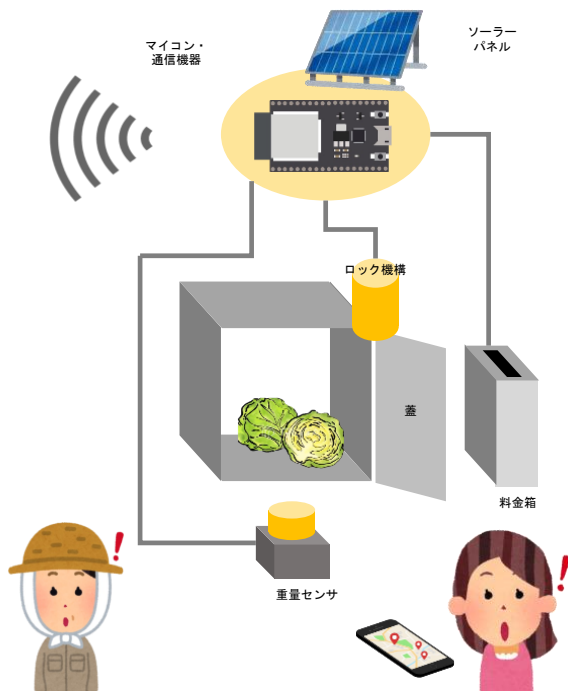 マイコン・
通信機器
ソーラー
パネル
ロック機構
蓋
料金箱
重量センサ